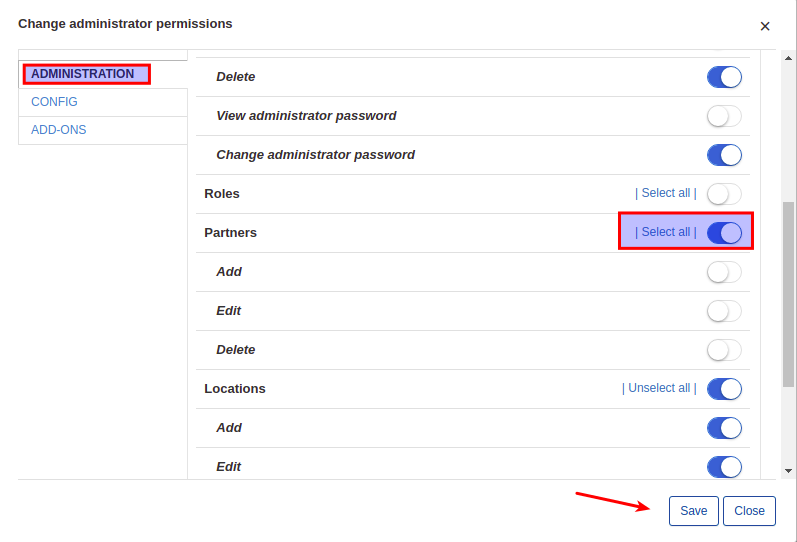 Change administrator permissions
×
ADMINISTRATION
CONFIG
ADD-ONS
Delete
View administrator password
Change administrator password
Roles | Select all |
Partners | Select all |
Add
Edit
Delete
Locations | Unselect all |
Add
Edit
Save Close